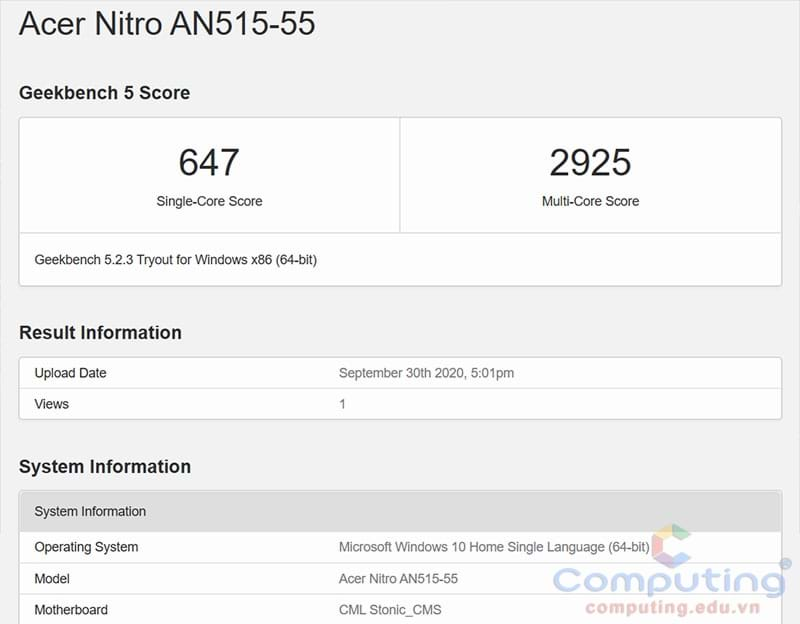 Acer Nitro AN515-55
Geekbench 5 Score
647
Single-Core Score
2925
Multi-Core Score
Geekbench 5.2.3 Tryout for Windows x86 (64-bit)
Result Information
Upload Date September 30th 2020, 5:01pm
Views 1
System Information
System Information
Operating System Microsoft Windows 10 Home Single Language (64-bit)
Model Acer Nitro AN515-55
Motherboard CML Stonic_CMS
Computing®
computing.edu.vn